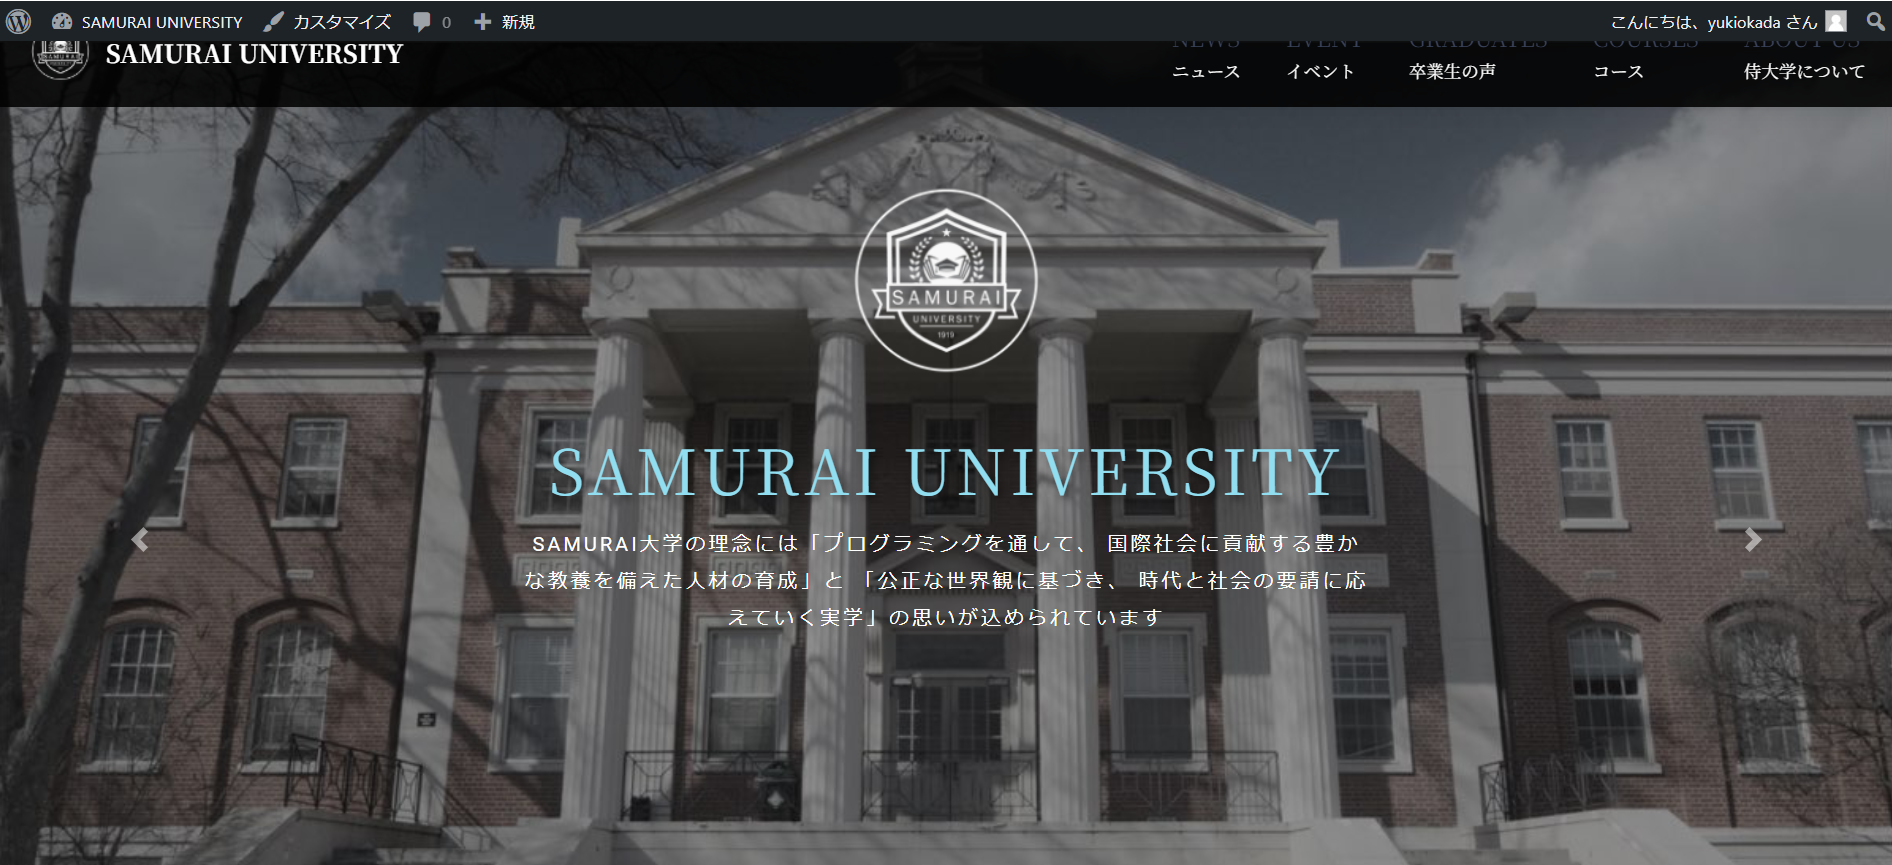 SAMURAI UNIVERSITY カスタマイズ 0 新規 こんにちは、yukiokada さん
SAMURAI UNIVERSITY
NEWS EVENT GRADUATES COURSES ABOUT US
ニュース イベント 卒業生の声 コース 侍大学について
SAMURAI
UNIVERSITY
1919
SAMURAI UNIVERSITY
SAMURAI大学の理念には「プログラミングを通して、 国際社会に貢献する豊か
な教養を備えた人材の育成」と 「公正な世界観に基づき、 時代と社会の要請に応
えていく実学」の思いが込められています